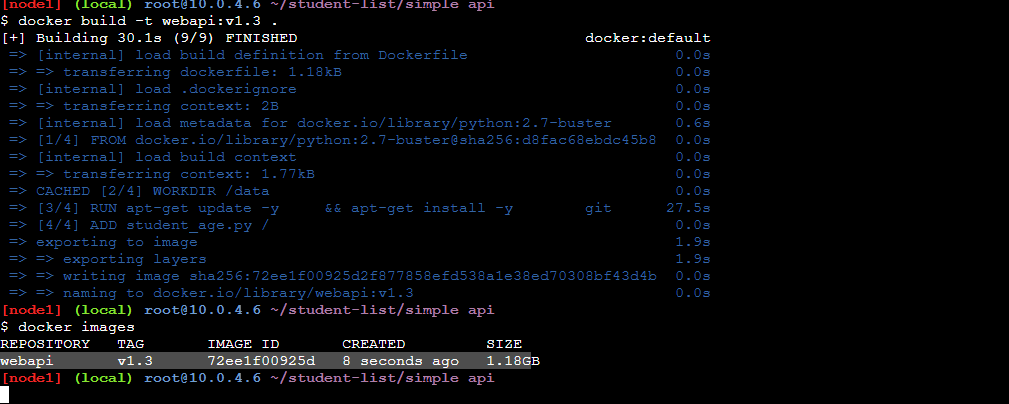 [node1] (local) root@10.0.4.6 ~/student-list/simple api
$ docker build -t webapi:v1.3 .
[+] Building 30.1s (9/9) FINISHED docker:default
=> [internal] load build definition from Dockerfile 0.0s
=> => transferring dockerfile: 1.18kB 0.0s
=> [internal] load .dockerignore 0.0s
=> => transferring context: 2B 0.0s
=> [internal] load metadata for docker.io/library/python:2.7-buster 0.6s
=> [1/4] FROM docker.io/library/python:2.7-buster@sha256:d8fac68ebdc45b8 0.0s
=> [internal] load build context 0.0s
=> => transferring context: 1.77kB 0.0s
=> CACHED [2/4] WORKDIR /data 0.0s
=> [3/4] RUN apt-get update -y && apt-get install -y git 27.5s
=> [4/4] ADD student_age.py / 0.0s
=> exporting to image 1.9s
=> => exporting layers 1.9s
=> => writing image sha256:72ee1f00925d2f877858efd538a1e38ed70308bf43d4b 0.0s
=> => naming to docker.io/library/webapi:v1.3 0.0s
[node1] (local) root@10.0.4.6 ~/student-list/simple api
$ docker images
REPOSITORY TAG IMAGE ID CREATED SIZE
webapi v1.3 72ee1f00925d 8 seconds ago 1.18GB
[node1] (local) root@10.0.4.6 ~/student-list/simple api